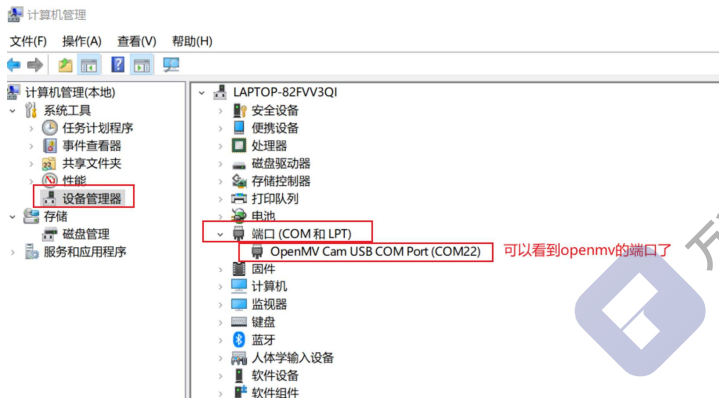 计算机管理
文件(F) 操作(A) 查看(V) 帮助(H)
计算机管理(本地)
系统工具
任务计划程序
事件查看器
共享文件夹
性能
设备管理器
存储
磁盘管理
服务和应用程序
LAPTOP-82FVV3QI
安全设备
便携设备
处理器
磁盘驱动器
存储控制器
打印队列
电池
端口 (COM 和 LPT)
OpenMV Cam USB COM Port (COM22)
可以看到openmv的端口了
固件
计算机
监视器
键盘
蓝牙
人体学输入设备
软件设备
软件组件